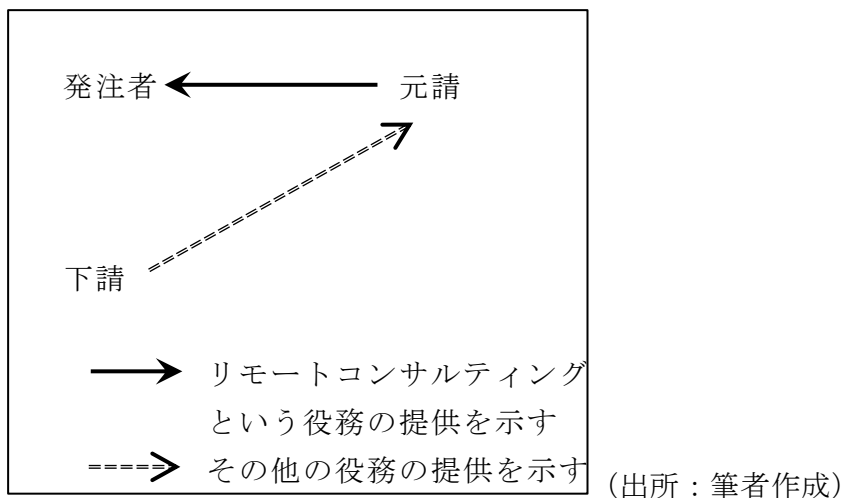 発注者
元請
下請
リモートコンサルティング
という役務の提供を示す
その他の役務の提供を示す
（出所：筆者作成）